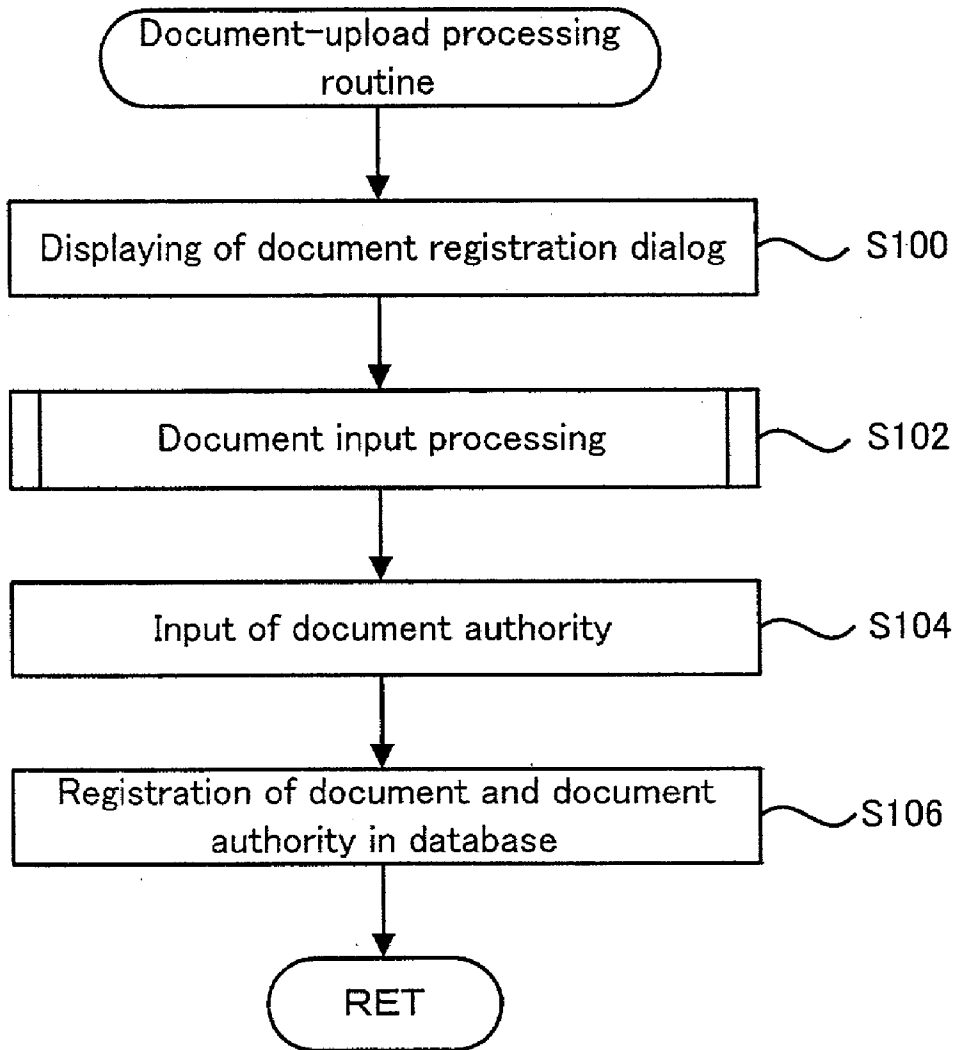 Document-upload processing
routine
Displaying of document registration dialog
S100
Document input processing
S102
Input of document authority
S104
Registration of document and document
authority in database
S106
RET